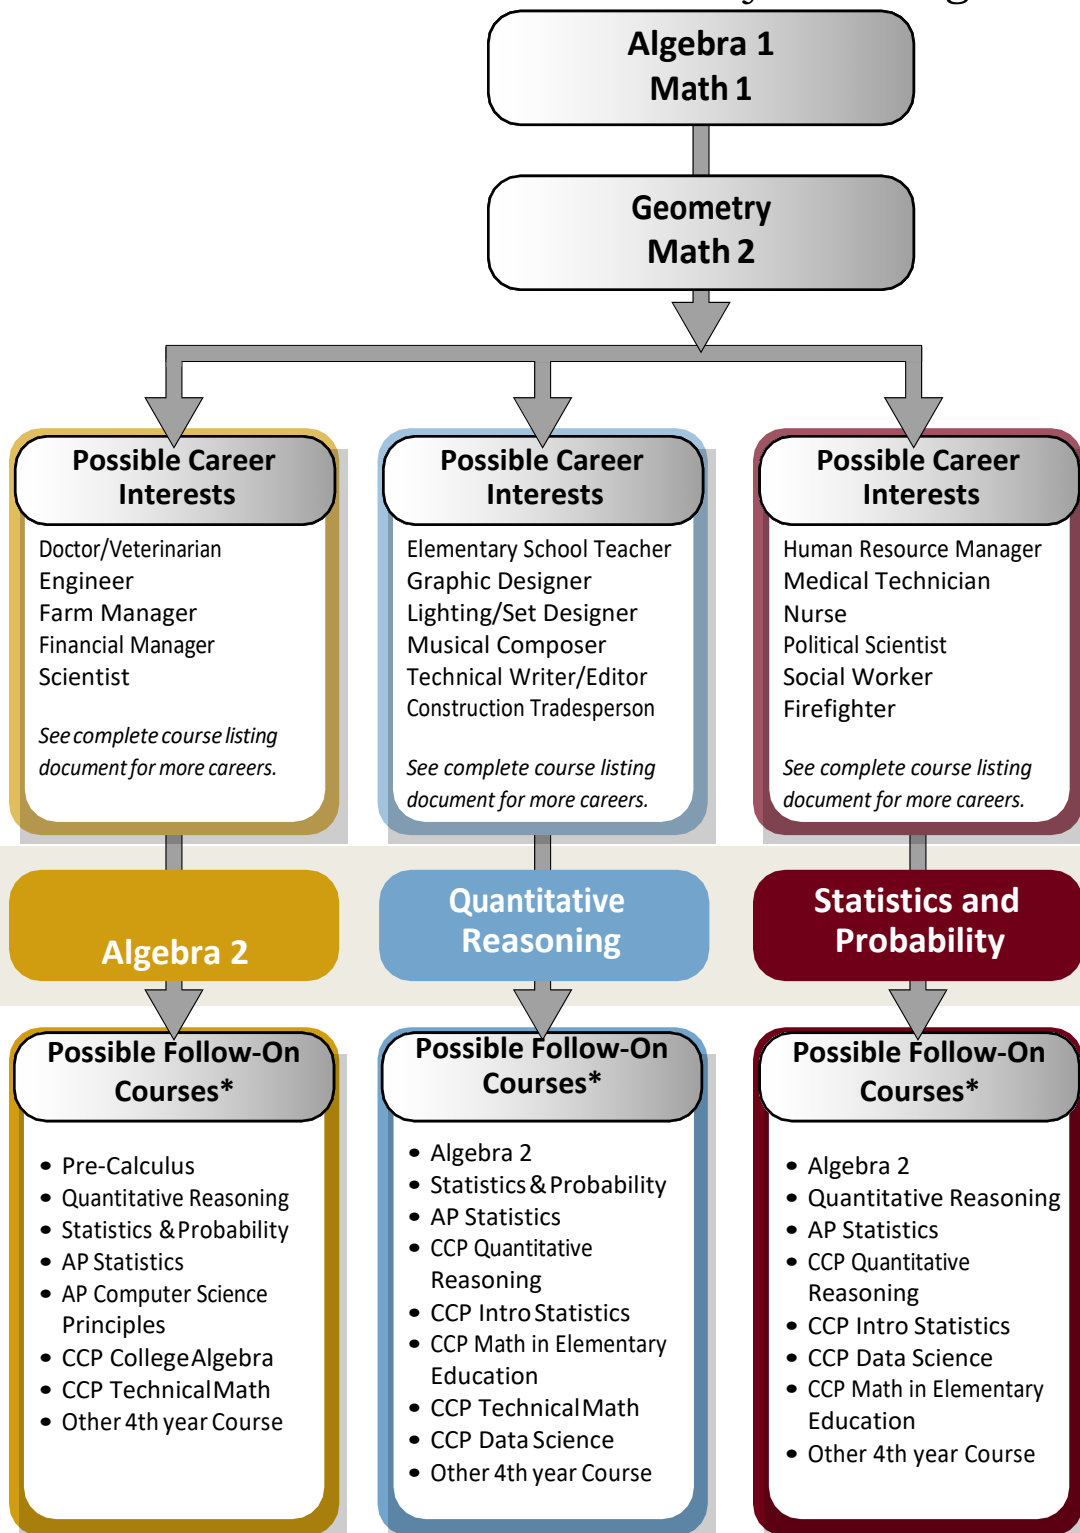 Algebra 1
Math 1
Geometry
Math 2
Possible Career
Interests
Doctor/Veterinarian
Engineer
Farm Manager
Financial Manager
Scientist
See complete course listing
document for more careers.
Possible Career
Interests
Elementary School Teacher
Graphic Designer
Lighting/Set Designer
Musical Composer
Technical Writer/Editor
Construction Tradesperson
See complete course listing
document for more careers.
Possible Career
Interests
Human Resource Manager
Medical Technician
Nurse
Political Scientist
Social Worker
Firefighter
See complete course listing
document for more careers.
Algebra 2
Quantitative
Reasoning
Statistics and
Probability
Possible Follow-On
Courses*
• Pre-Calculus
• Quantitative Reasoning
• Statistics & Probability
• AP Statistics
• AP Computer Science
Principles
• CCP College Algebra
• CCP Technical Math
• Other 4th year Course
Possible Follow-On
Courses*
• Algebra 2
• Statistics & Probability
• AP Statistics
• CCP Quantitative
Reasoning
• CCP Intro Statistics
• CCP Math in Elementary
Education
• CCP Technical Math
• CCP Data Science
• Other 4th year Course
Possible Follow-On
Courses*
• Algebra 2
• Quantitative Reasoning
• AP Statistics
• CCP Quantitative
Reasoning
• CCP Intro Statistics
• CCP Data Science
• CCP Math in Elementary
Education
• Other 4th year Course